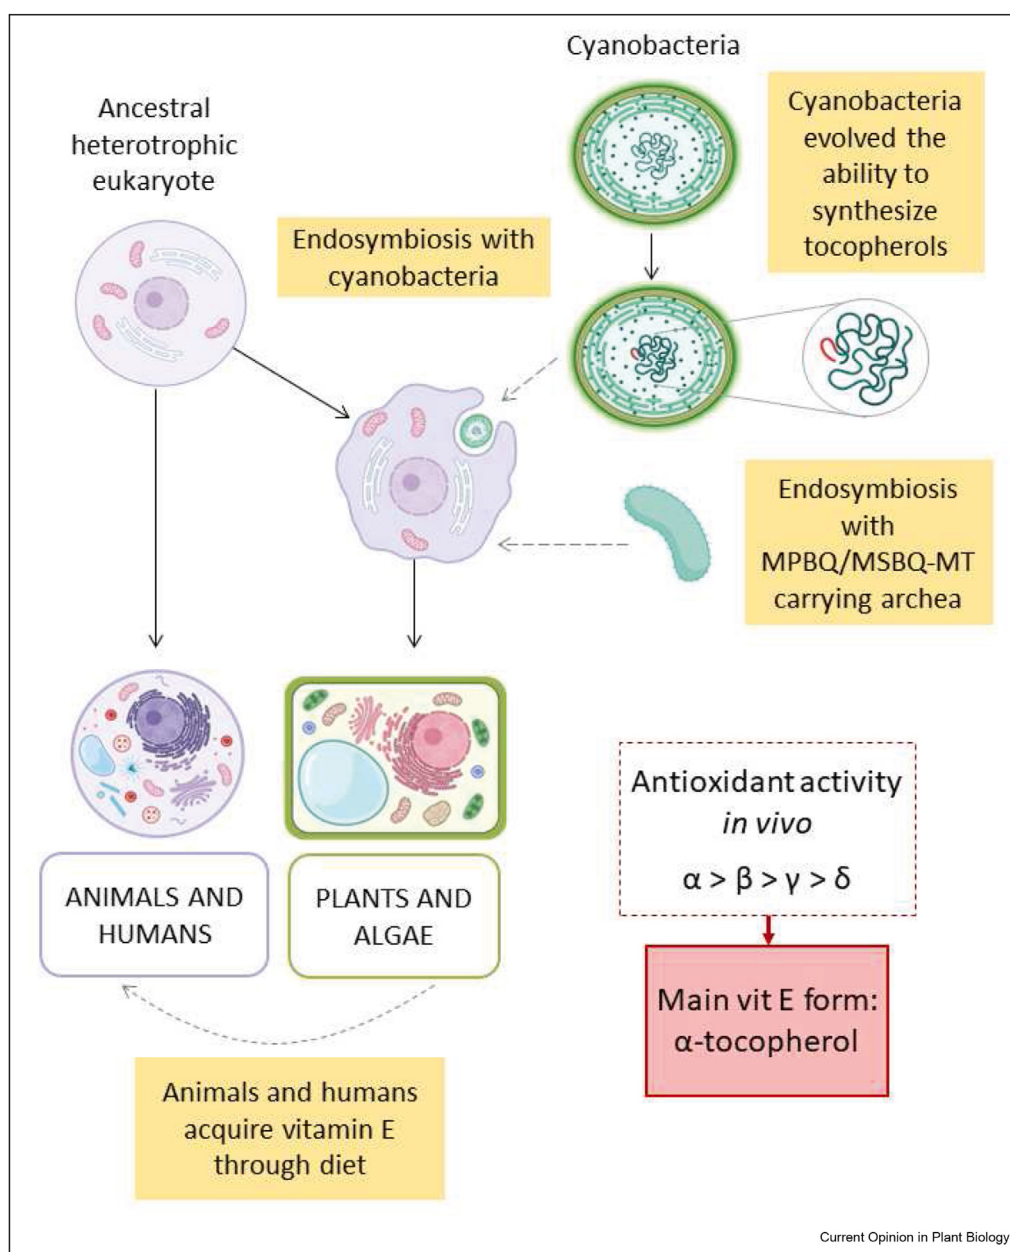 Cyanobacteria
Ancestral
heterotrophic
eukaryote
Cyanobacteria
evolved the
ability to
synthesize
tocopherols
Endosymbiosis with
cyanobacteria
Endosymbiosis
with
MPBQ/MSBQ-MT
carrying archea
ANIMALS AND
HUMANS
PLANTS AND
ALGAE
Antioxidant activity
in vivo
α > β > γ > δ
Main vit E form:
α-tocopherol
Animals and humans
acquire vitamin E
through diet
Current Opinion in Plant Biology